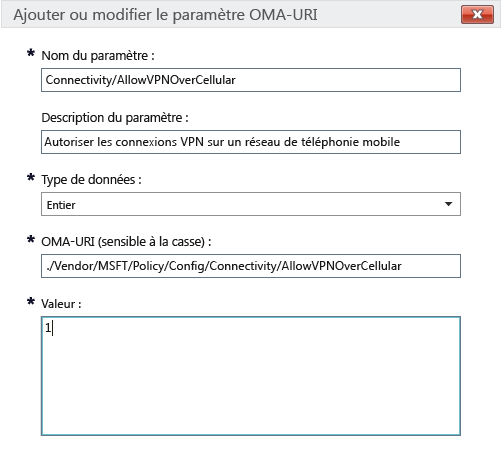 Ajouter ou modifier le paramètre OMA-URI
* Nom du paramètre :
Connectivity/AllowVPNOverCellular
Description du paramètre :
Autoriser les connexions VPN sur un réseau de téléphonie mobile
* Type de données :
Entier
* OMA-URI (sensible à la casse) :
./Vendor/MSFT/Policy/Config/Connectivity/AllowVPNOverCellular
* Valeur :
1